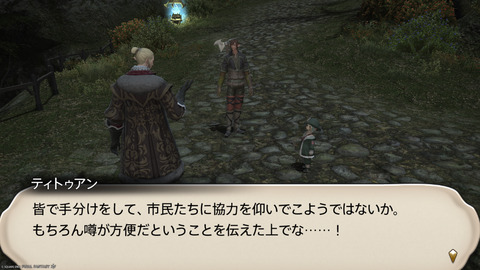 ティトゥアン
皆で手分けをして、市民たちに協力を仰いでこようではないか。
もちろん噂が方便だということを伝えた上でな……！